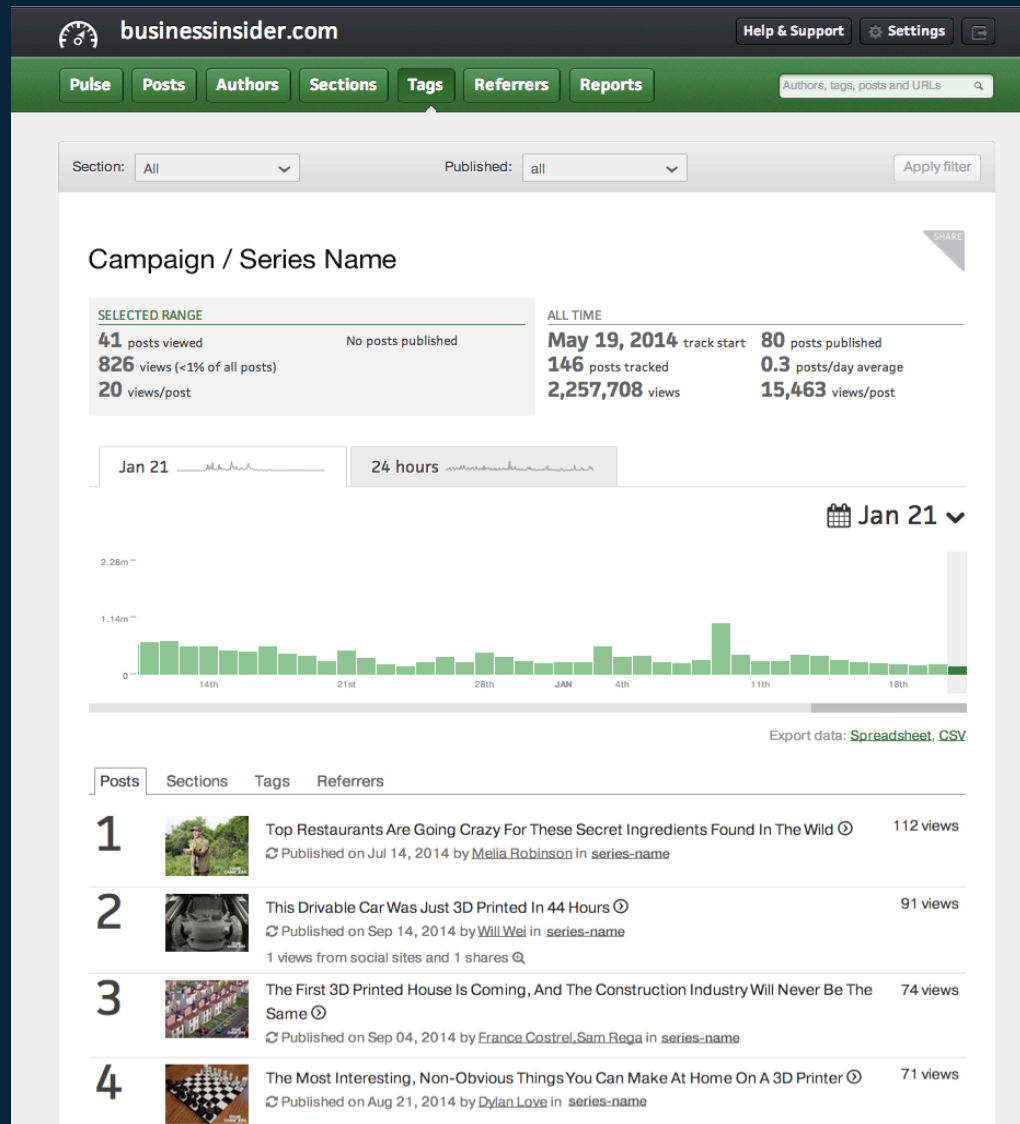 businessinsider.com
Help & Support
Settings
Pulse
Posts
Authors
Sections
Tags
Referrers
Reports
Authors, tags, posts and URLs
Section:
All
Published:
all
Apply filter
SHARE
Campaign / Series Name
SELECTED RANGE
41 posts viewed
No posts published
826 views (<1% of all posts)
20 views/post
ALL TIME
May 19, 2014 track start
80 posts published
146 posts tracked
0.3 posts/day average
2,257,708 views
15,463 views/post
Jan 21
24 hours
Jan 21
2.28m
1.14m
0
14th
21st
28th
JAN
4th
11th
18th
Export data: Spreadsheet, CSV
Posts
Sections
Tags
Referrers
1
Top Restaurants Are Going Crazy For These Secret Ingredients Found In The Wild
112 views
Published on Jul 14, 2014 by Melia Robinson in series-name
2
This Drivable Car Was Just 3D Printed In 44 Hours
91 views
Published on Sep 14, 2014 by Will Wei in series-name
1 views from social sites and 1 shares
3
The First 3D Printed House Is Coming, And The Construction Industry Will Never Be The
Same
74 views
Published on Sep 04, 2014 by France Costrel,Sam Rega in series-name
4
The Most Interesting, Non-Obvious Things You Can Make At Home On A 3D Printer
71 views
Published on Aug 21, 2014 by Dylan Love in series-name